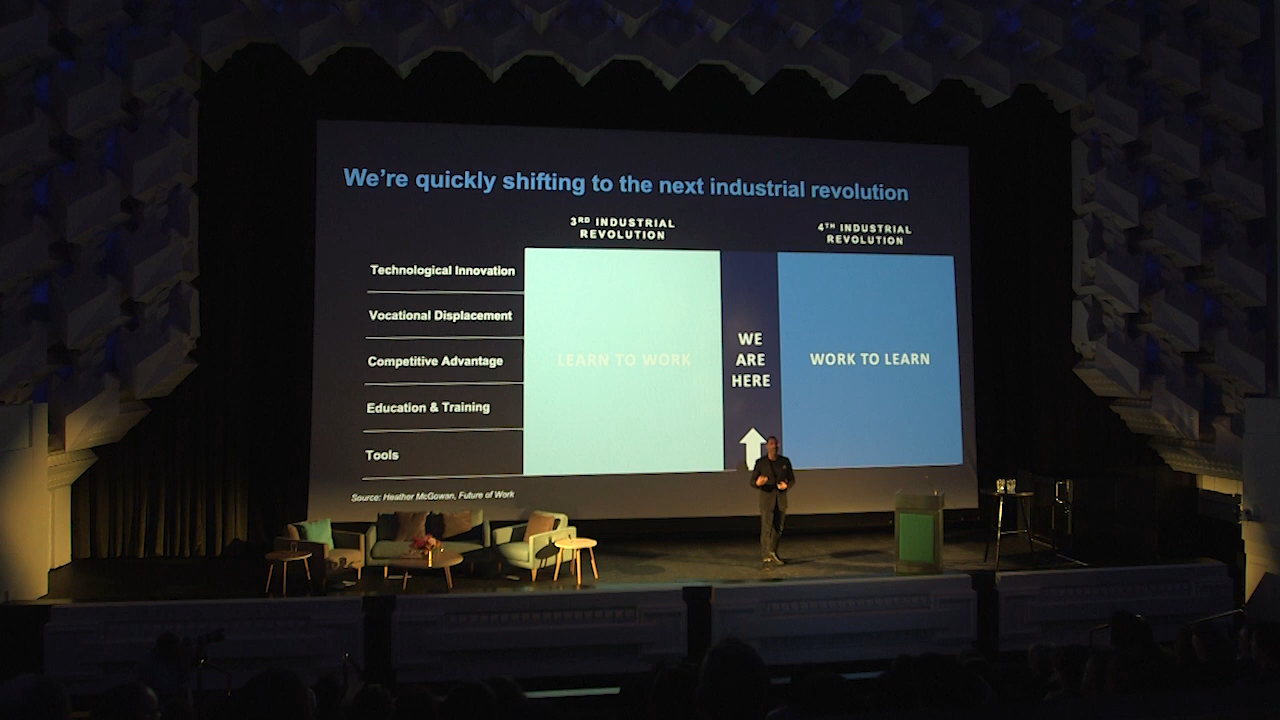 We're quickly shifting to the next industrial revolution
3RD INDUSTRIAL
REVOLUTION
4TH INDUSTRIAL
REVOLUTION
Technological Innovation
Vocational Displacement
Competitive Advantage
Education & Training
Tools
LEARN TO WORK
WE
ARE
HERE
WORK TO LEARN
Source: Heather McGowan, Future of Work